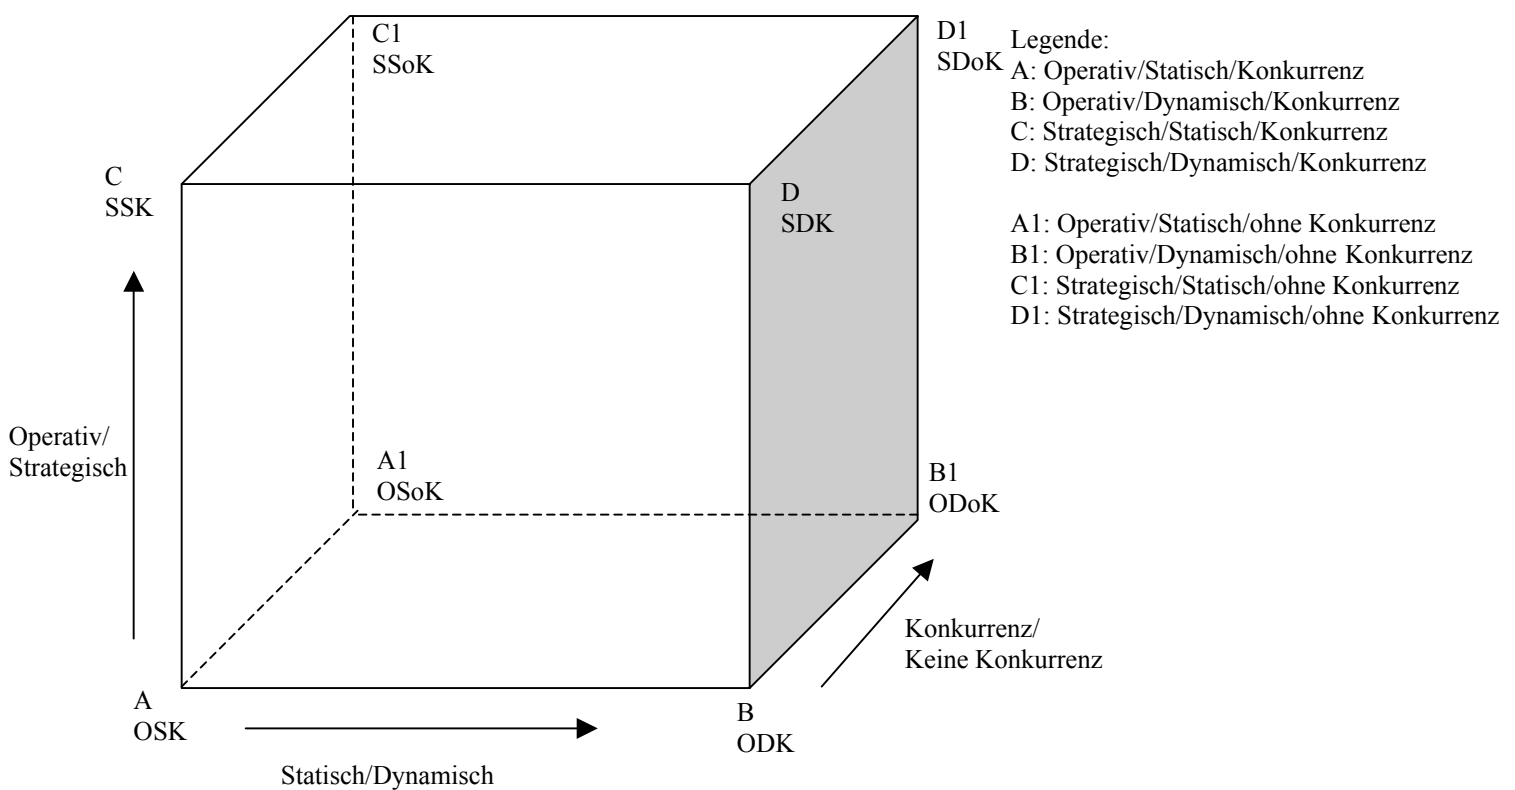 C1
SSoK
D1
SDoK
Legende:
A: Operativ/Statisch/Konkurrenz
B: Operativ/Dynamisch/Konkurrenz
C: Strategisch/Statisch/Konkurrenz
D: Strategisch/Dynamisch/Konkurrenz
A1: Operativ/Statisch/ohne Konkurrenz
B1: Operativ/Dynamisch/ohne Konkurrenz
C1: Strategisch/Statisch/ohne Konkurrenz
D1: Strategisch/Dynamisch/ohne Konkurrenz
C
SSK
D
SDK
Operativ/
Strategisch
A1
OSoK
B1
ODoK
Konkurrenz/
Keine Konkurrenz
A
OSK
B
ODK
Statisch/Dynamisch